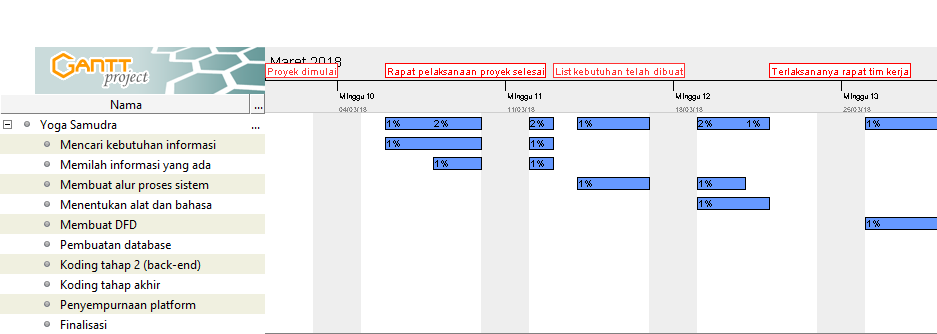 GANTT
project
Maret 2018
Proyek dimulai
Rapat pelaksanaan proyek selesai
List kebutuhan telah dibuat
Terlaksananya rapat tim kerja
Nama
...
Minggu 10
Minggu 11
Minggu 12
Minggu 13
04/03/18
11/03/18
18/03/18
25/03/18
Yoga Samudra
...
1% 2% 2% 1% 2% 1% 1%
Mencari kebutuhan informasi
1% 1%
Memilah informasi yang ada
1% 1%
Membuat alur proses sistem
1% 1%
Menentukan alat dan bahasa
1%
Membuat DFD
1%
Pembuatan database
Koding tahap 2 (back-end)
Koding tahap akhir
Penyempurnaan platform
Finalisasi